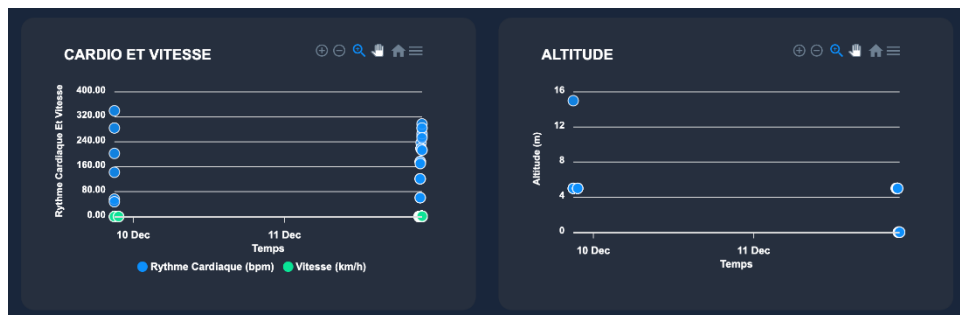 CARDIO ET VITESSE
400.00
320.00
240.00
160.00
80.00
0.00
Rythme Cardiaque Et Vitesse
10 Dec
11 Dec
Temps
Rythme Cardiaque (bpm)
Vitesse (km/h)
ALTITUDE
16
12
8
4
0
Altitude (m)
10 Dec
11 Dec
Temps